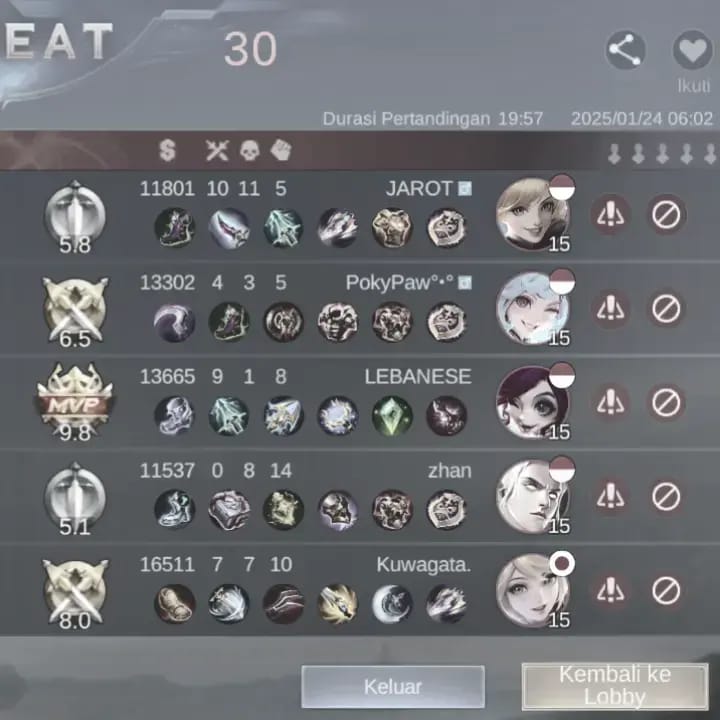 EAT 30
Ikuti
Durasi Pertandingan 19:57 2025/01/24 06:02
11801 10 11 5 JAROT
5.8 15
13302 4 3 5 PokyPaw°•°
6.5 15
13665 9 1 8 LEBANESE
MVP
9.8 15
11537 0 8 14 zhan
5.1 15
16511 7 7 10 Kuwagata.
8.0 15
Keluar
Kembali ke
Lobby